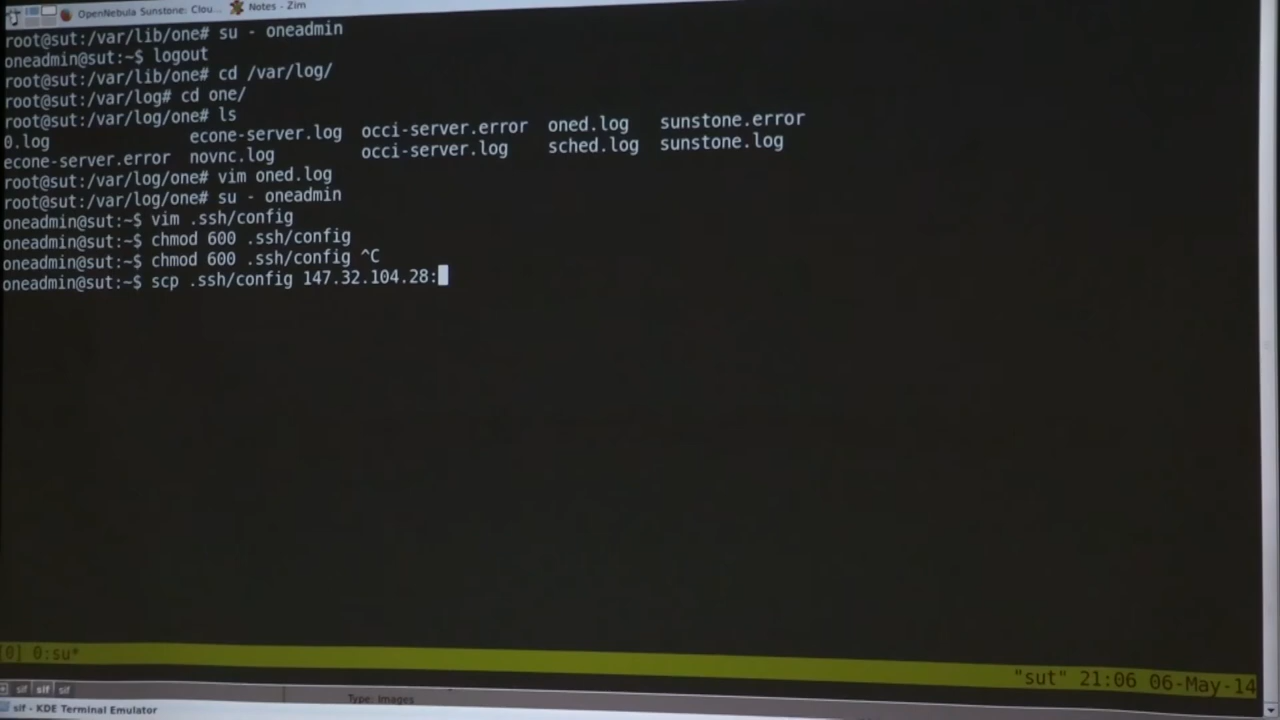 OpenNebula Sunstone: Clou... Notes - Zim
root@sut:/var/lib/one# su - oneadmin
oneadmin@sut:~$ logout
root@sut:/var/lib/one# cd /var/log/
root@sut:/var/log# cd one/
root@sut:/var/log/one# ls
0.log econe-server.log occi-server.error oned.log sunstone.error
econe-server.error novnc.log occi-server.log sched.log sunstone.log
root@sut:/var/log/one# vim oned.log
root@sut:/var/log/one# su - oneadmin
oneadmin@sut:~$ vim .ssh/config
oneadmin@sut:~$ chmod 600 .ssh/config
oneadmin@sut:~$ chmod 600 .ssh/config ^C
oneadmin@sut:~$ scp .ssh/config 147.32.104.28:
[0] 0:su* "sut" 21:06 06-May-14
sif sif sif
Type: Images
sif - KDE Terminal Emulator